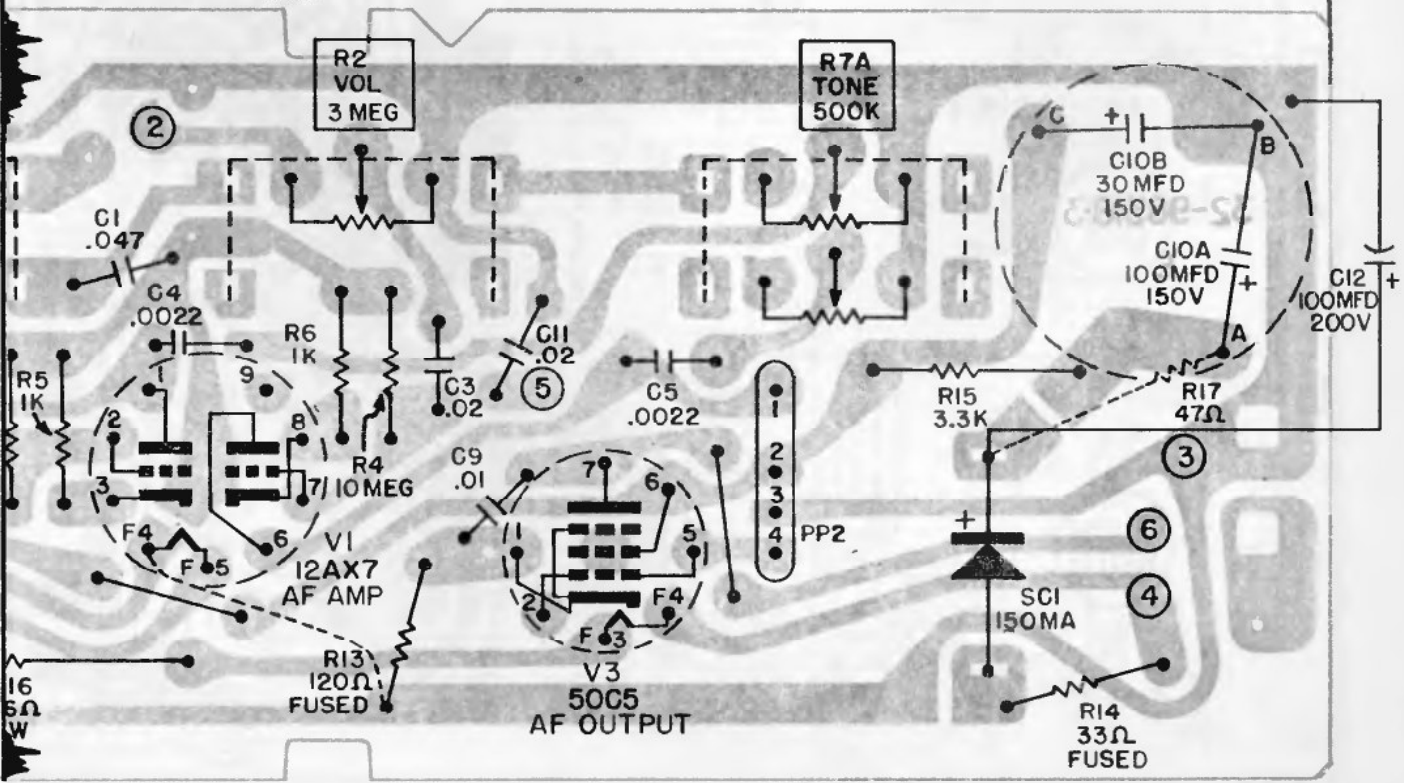 R2
VOL
3 MEG
R7A
TONE
500K
2
C
+
B
C10B
30 MFD
150V
C1
.047
C10A
100MFD
150V
+
C12
100MFD
200V
+
A
C4
.0022
R6
1K
C11
.02
5
C3
.02
C5
.0022
R15
3.3K
R17
47Ω
3
R5
1K
1
9
2
8
3
7
F4
F 5
6
R4
10 MEG
V1
12AX7
AF AMP
C9
.01
7
6
1
5
2
F4
F 3
1
2
3
4
PP2
+
6
4
SC1
150MA
R13
120Ω
FUSED
V3
50C5
AF OUTPUT
R14
33Ω
FUSED
16
Ω
W